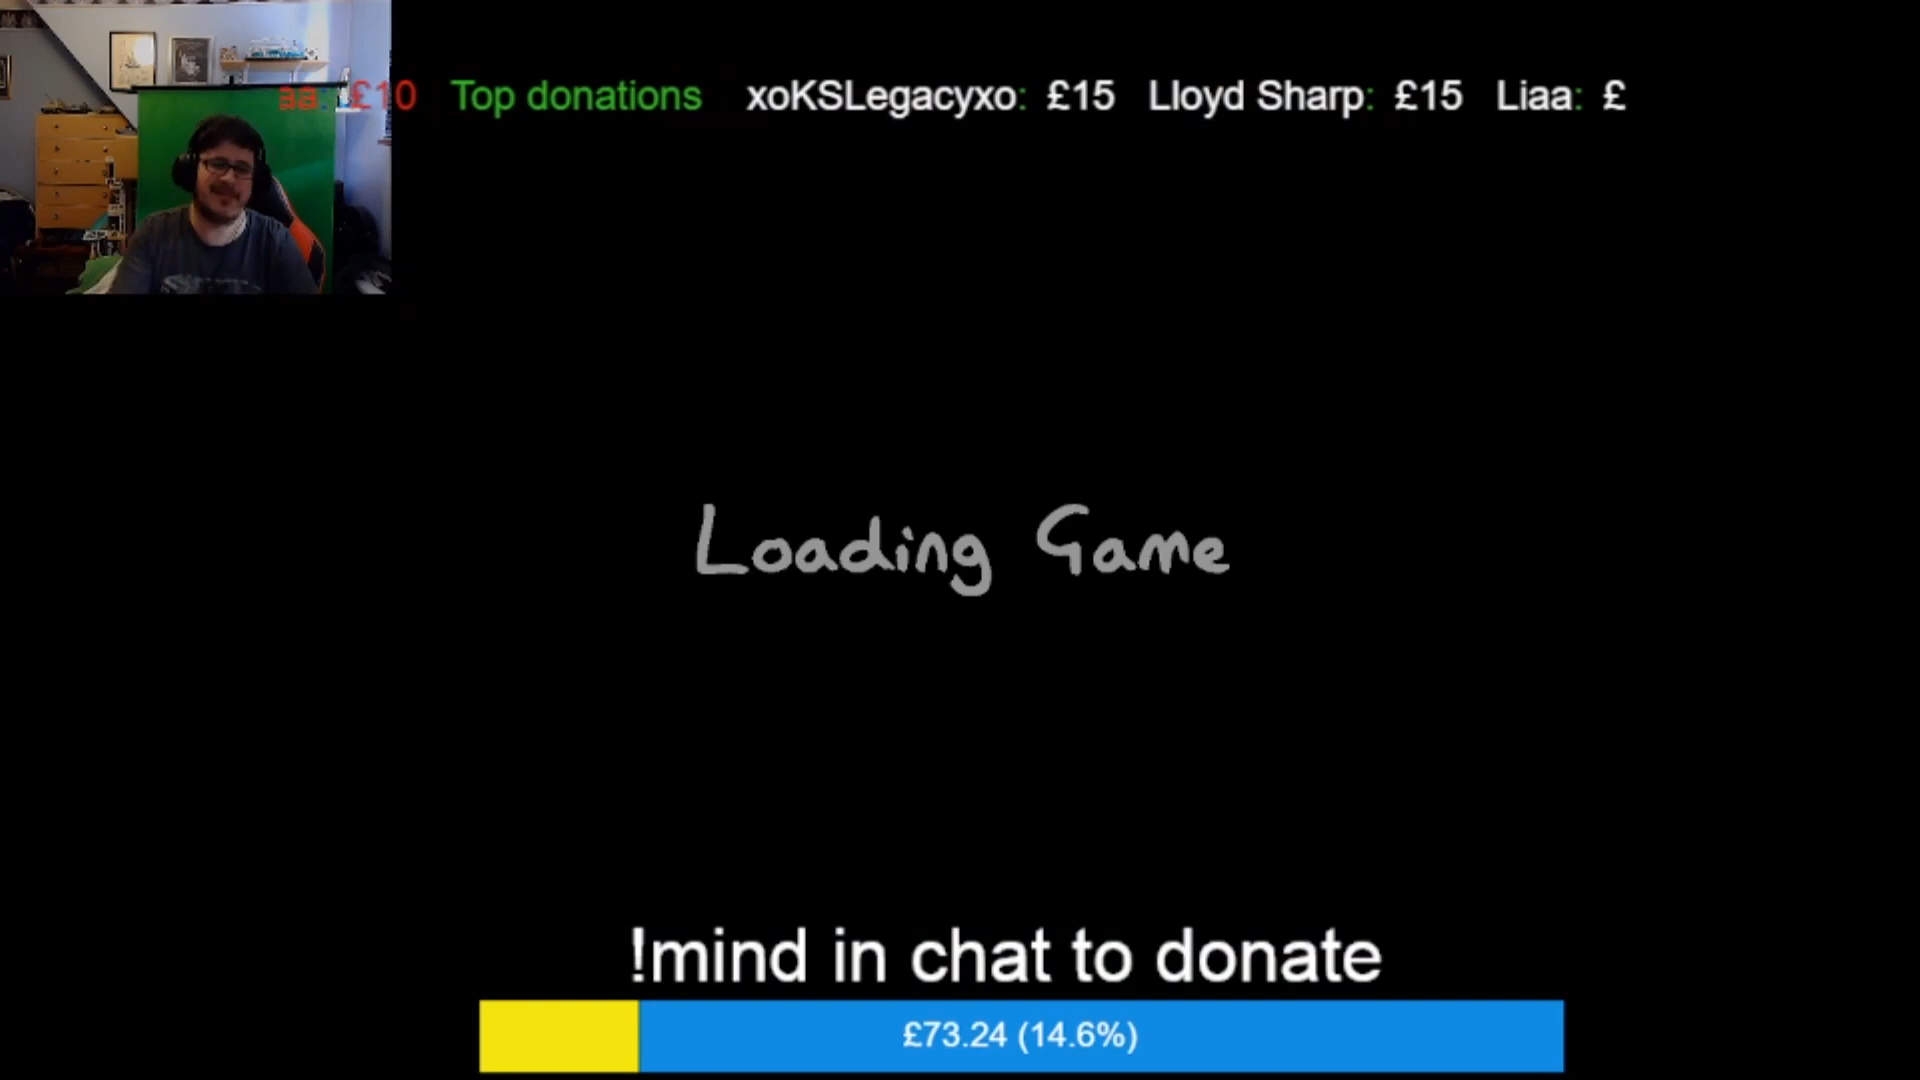 aa: £10 Top donations xoKSLegacyxo: £15 Lloyd Sharp: £15 Liaa: £
Loading Game
!mind in chat to donate
£73.24 (14.6%)